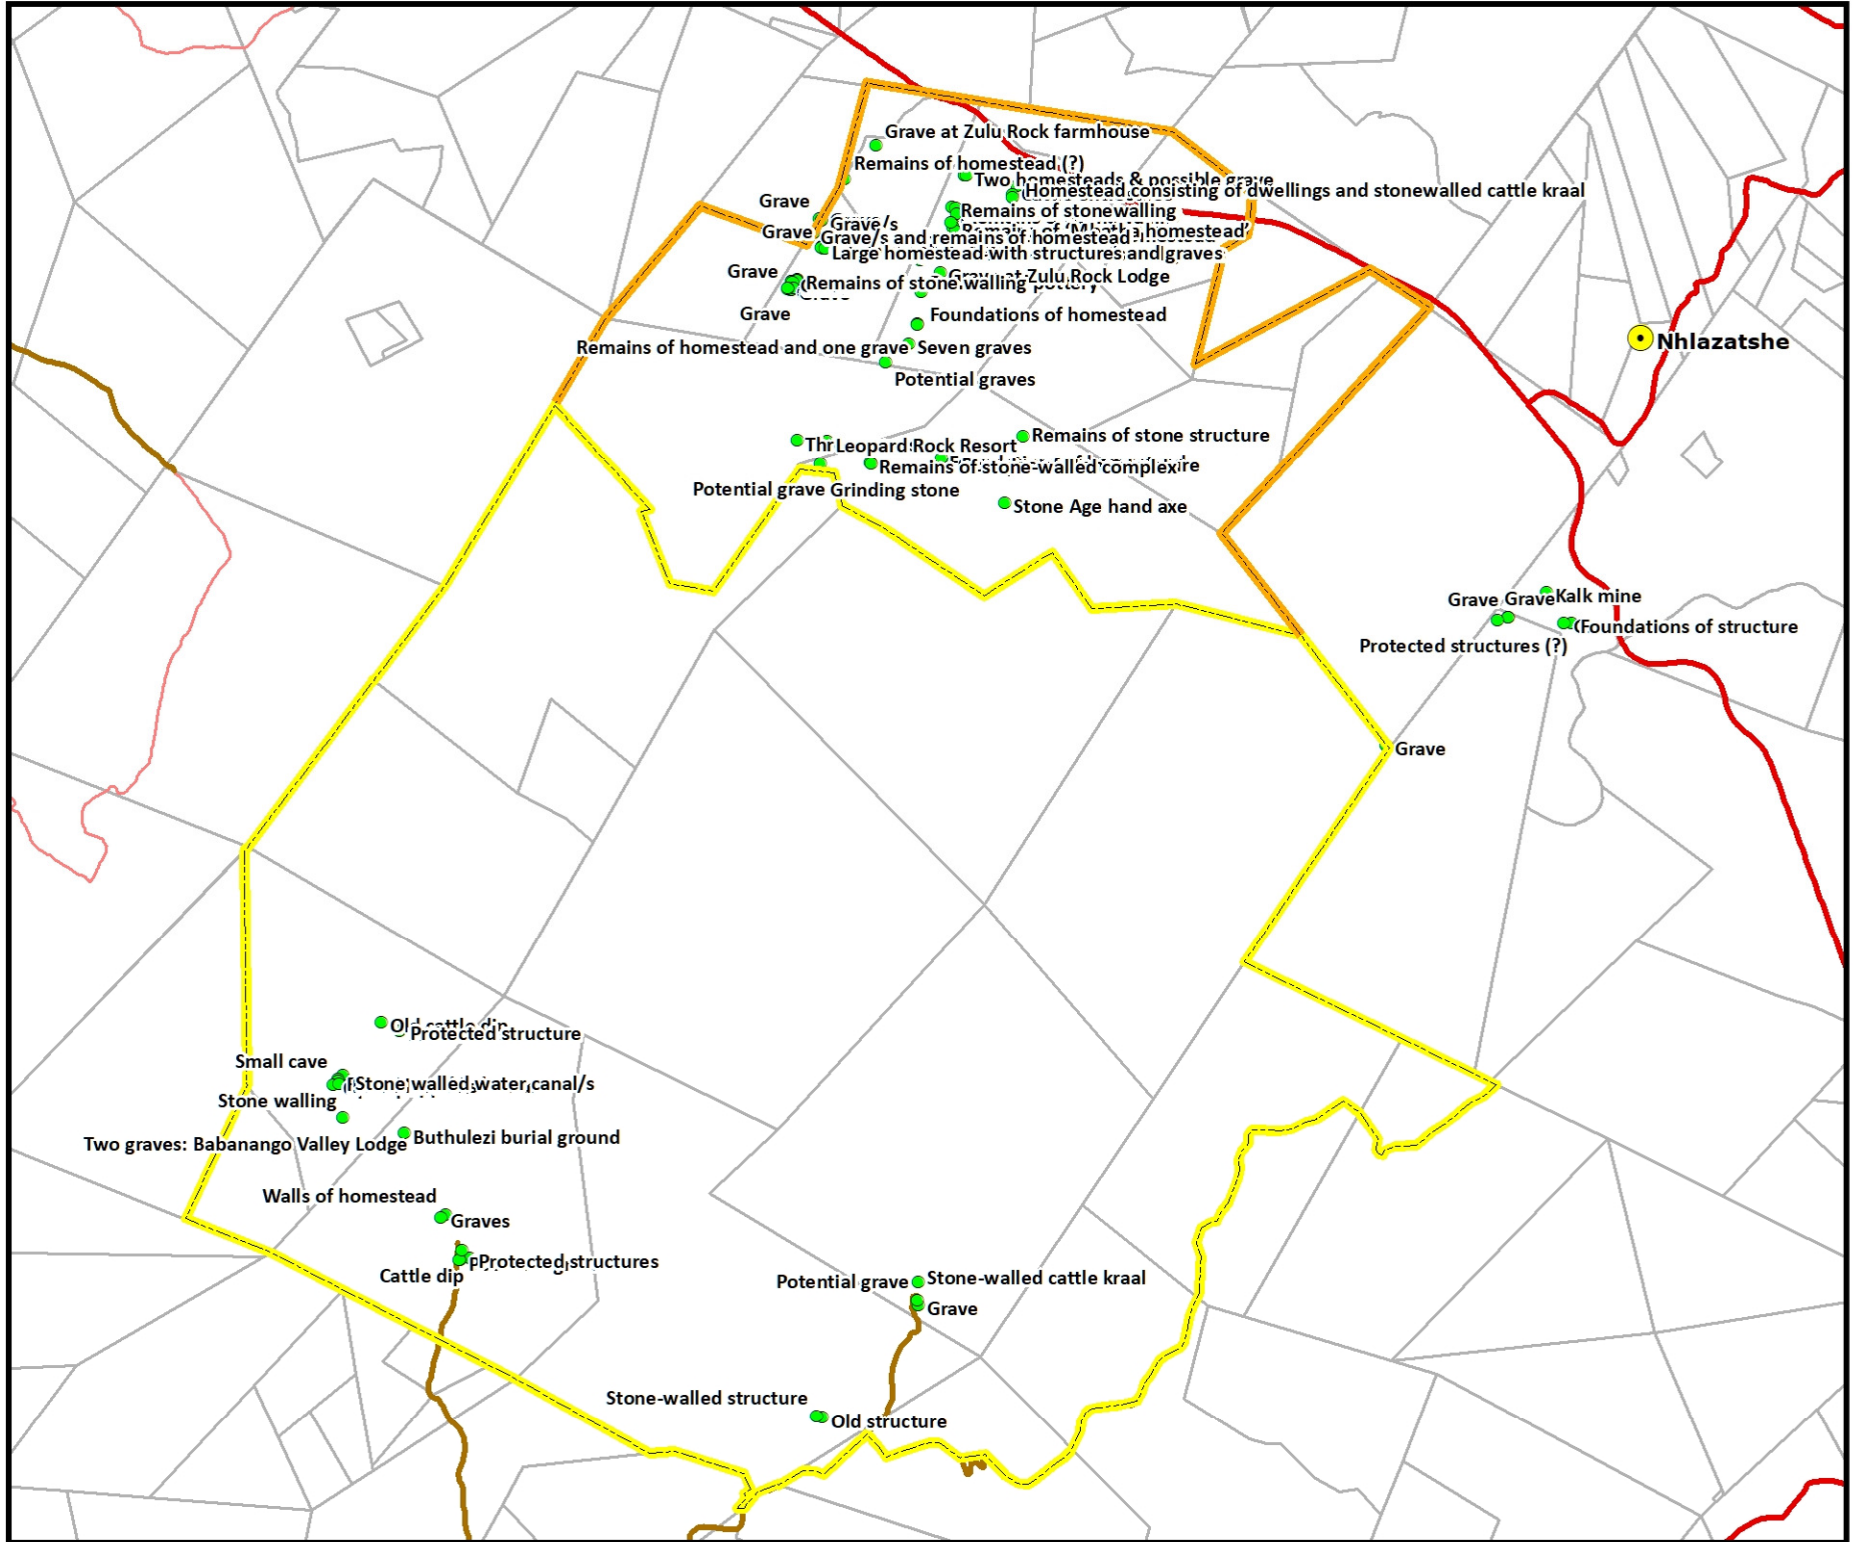 Grave at Zulu Rock farmhouse
Remains of homestead (?)
Two homesteads & possible grave
Homestead consisting of dwellings and stonewalled cattle kraal
Grave
Remains of stonewalling
Grave/s
Grave
homestead'
Grave/s and remains of homestead
Large homestead with structures and graves
Grave
Grave at Zulu Rock Lodge
Remains of stone walling
Grave
Grave
Foundations of homestead
Nhlazatshe
Remains of homestead and one grave
Seven graves
Potential graves
Leopard Rock Resort
Remains of stone structure
Remains of stone-walled complex
Potential grave
Grinding stone
Stone Age hand axe
Kalk mine
Grave
Grave
Foundations of structure
Protected structures (?)
Grave
Old cattle dip
Protected structure
Small cave
Stone walled water canal/s
Stone walling
Buthulezi burial ground
Two graves: Babanango Valley Lodge
Walls of homestead
Graves
Protected structures
Cattle dip
Stone-walled cattle kraal
Potential grave
Grave
Stone-walled structure
Old structure